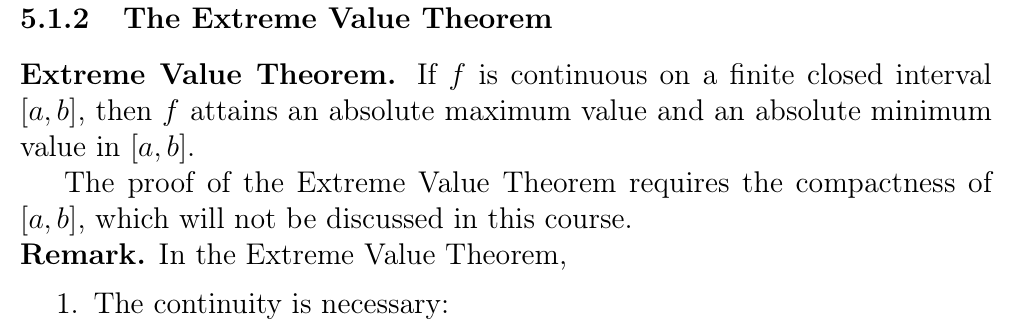 5.1.2 The Extreme Value Theorem
Extreme Value Theorem. If f is continuous on a finite closed interval
[a, b], then f attains an absolute maximum value and an absolute minimum
value in [a, b].
The proof of the Extreme Value Theorem requires the compactness of
[a, b], which will not be discussed in this course.
Remark. In the Extreme Value Theorem,
1. The continuity is necessary: